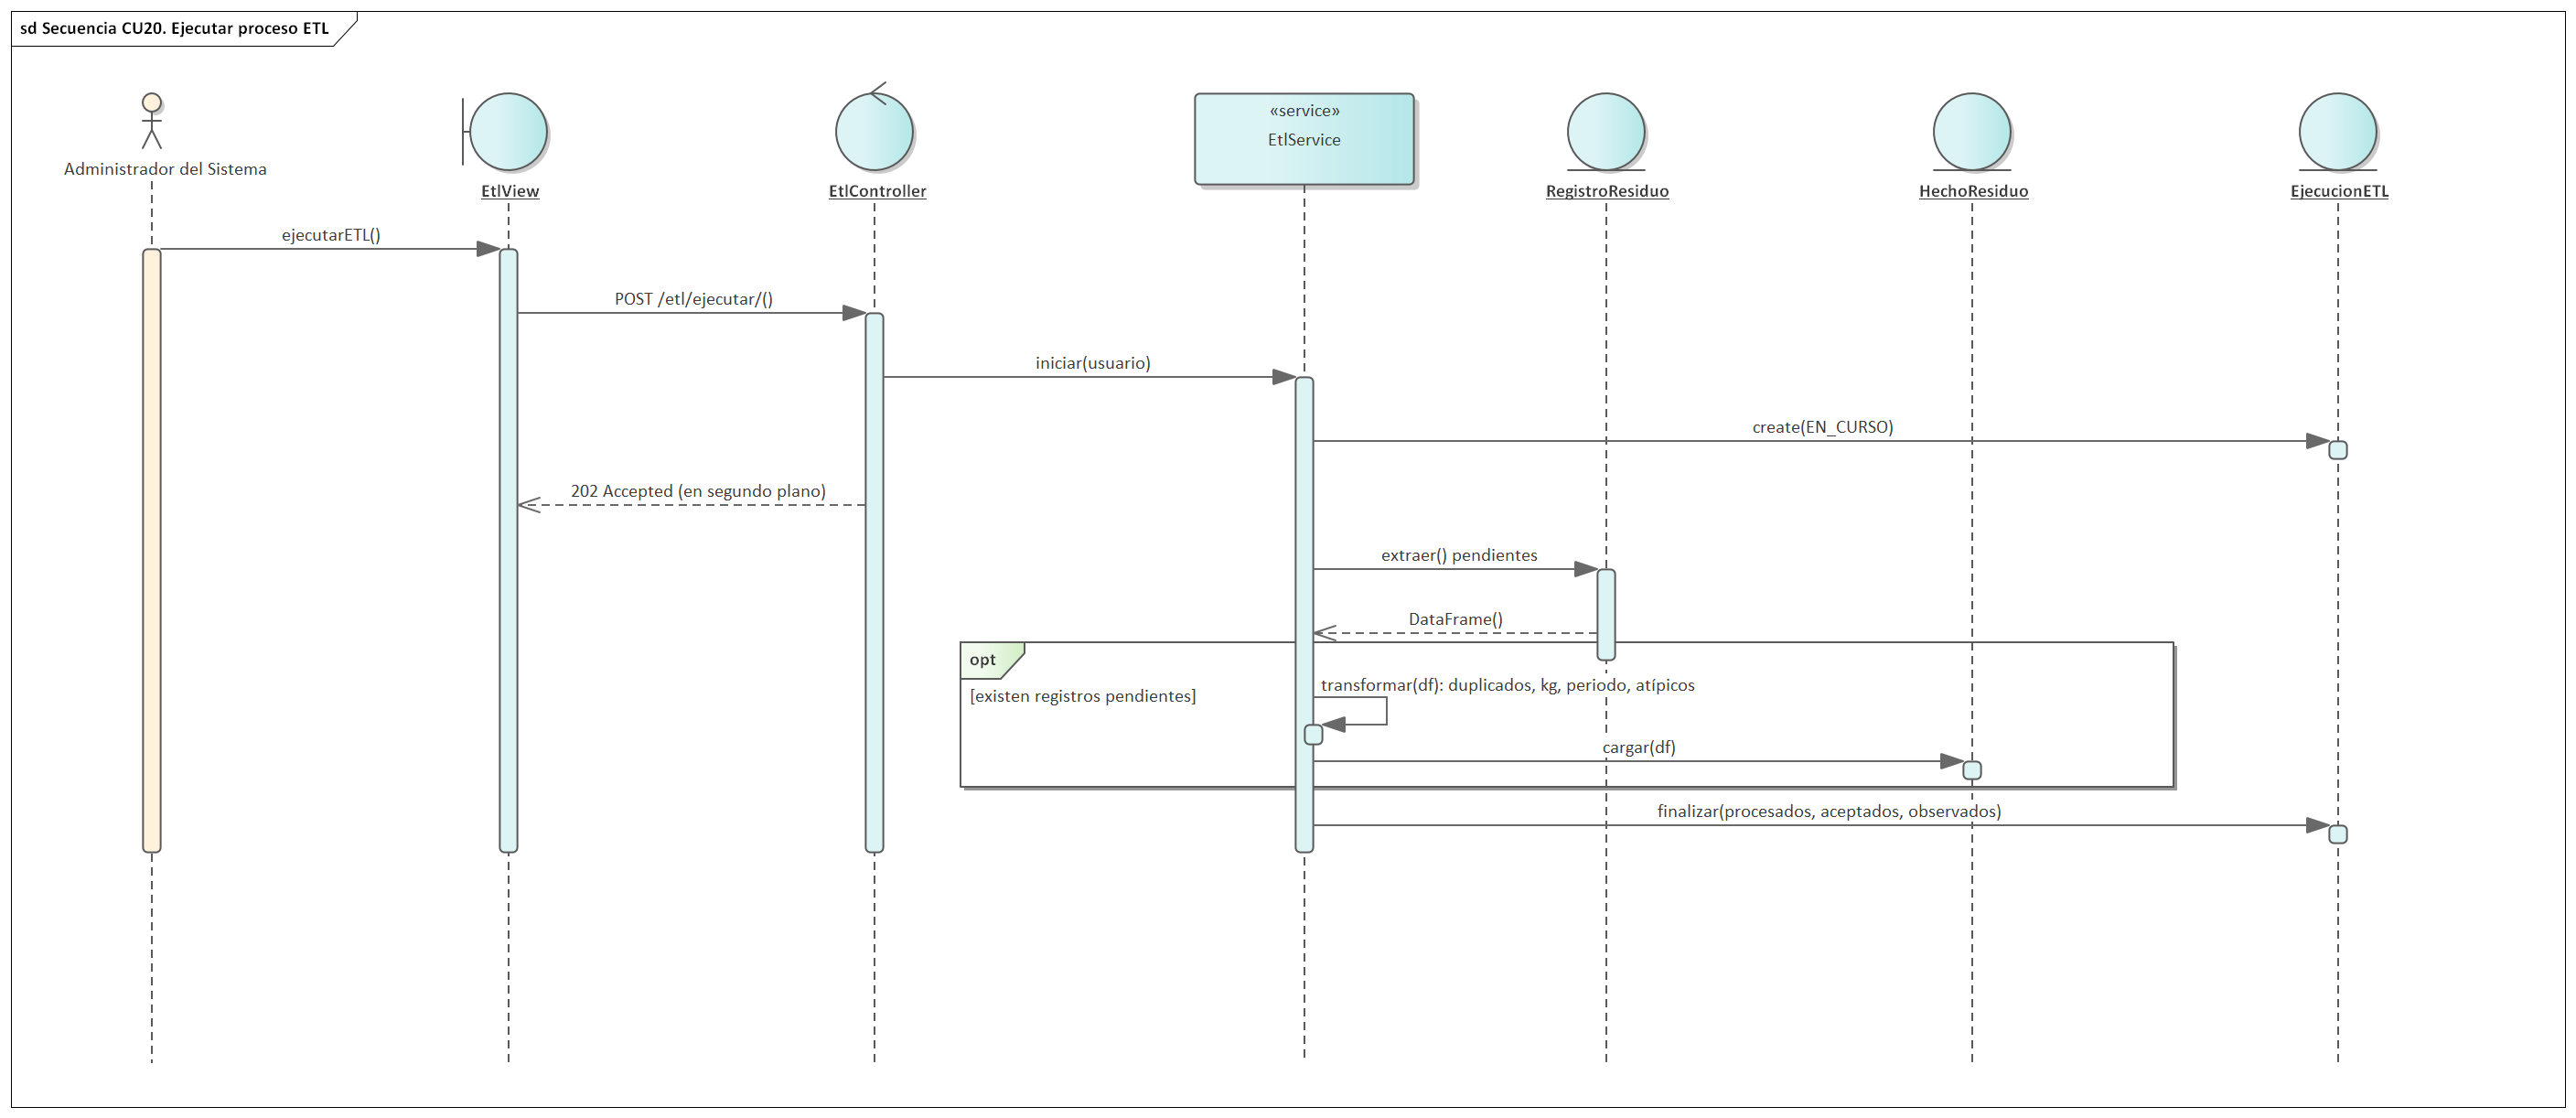 sd Secuencia CU20. Ejecutar proceso ETL
Administrador del Sistema
EtlView
EtlController
«service»
EtlService
RegistroResiduo
HechoResiduo
EjecucionETL
ejecutarETL()
POST /etl/ejecutar/()
iniciar(usuario)
create(EN_CURSO)
202 Accepted (en segundo plano)
extraer() pendientes
DataFrame()
opt
[existen registros pendientes]
transformar(df): duplicados, kg, periodo, atípicos
cargar(df)
finalizar(procesados, aceptados, observados)